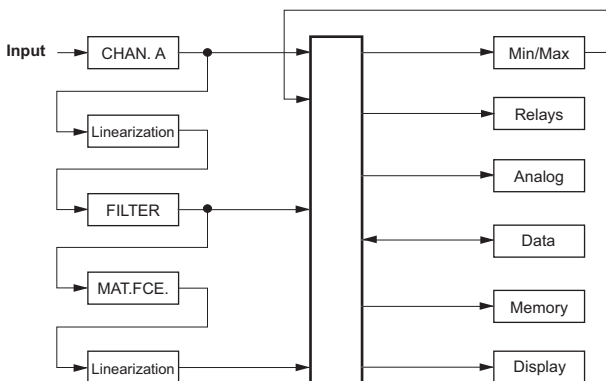 Input
CHAN. A
Min/Max
Linearization
Relays
Analog
FILTER
Data
MAT.FCE.
Memory
Linearization
Display